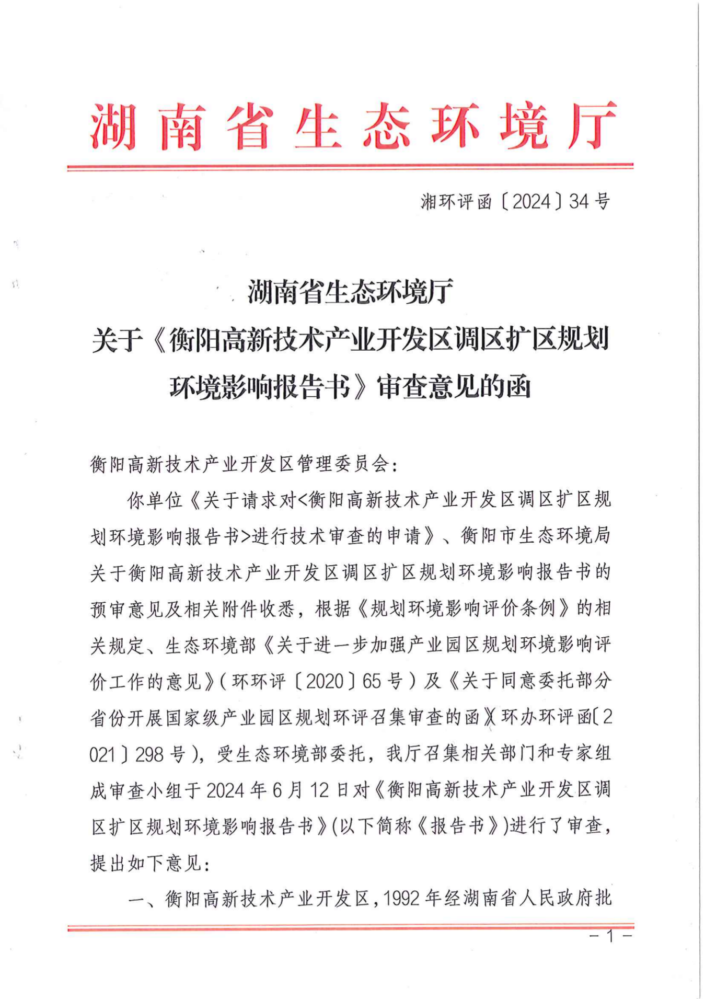 湖南省生态环境厅
湘环评函〔2024〕34号
湖南省生态环境厅
关于《衡阳高新技术产业开发区调区扩区规划
环境影响报告书》审查意见的函
衡阳高新技术产业开发区管理委员会：
你单位《关于请求对<衡阳高新技术产业开发区调区扩区规
划环境影响报告书>进行技术审查的申请》、衡阳市生态环境局
关于衡阳高新技术产业开发区调区扩区规划环境影响报告书的
预审意见及相关附件收悉，根据《规划环境影响评价条例》的相
关规定、生态环境部《关于进一步加强产业园区规划环境影响评
价工作的意见》（环环评〔2020〕65号）及《关于同意委托部分
省份开展国家级产业园区规划环评召集审查的函》（环办环评函〔2
021〕298号），受生态环境部委托，我厅召集相关部门和专家组
成审查小组于2024年6月12日对《衡阳高新技术产业开发区调
区扩区规划环境影响报告书》(以下简称《报告书》)进行了审查，
提出如下意见：
一、衡阳高新技术产业开发区，1992年经湖南省人民政府批
－1－